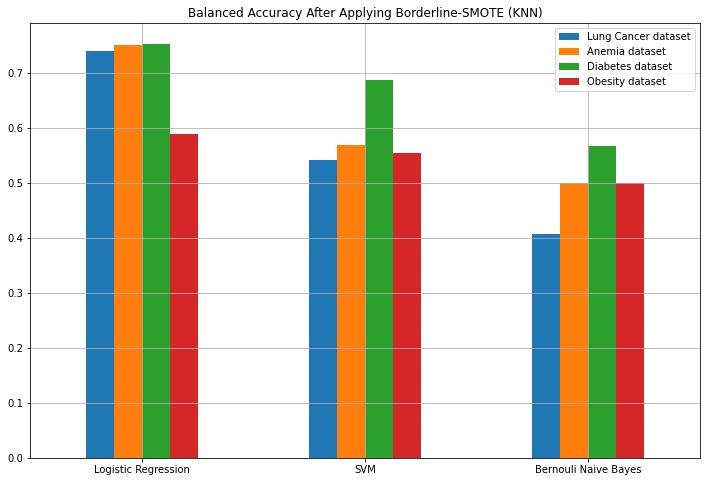 Balanced Accuracy After Applying Borderline-SMOTE (KNN)
Lung Cancer dataset
Anemia dataset
Diabetes dataset
Obesity dataset
0.7
0.6
0.5
0.4
0.3
0.2
0.1
0.0
Logistic Regression
SVM
Bernouli Naive Bayes